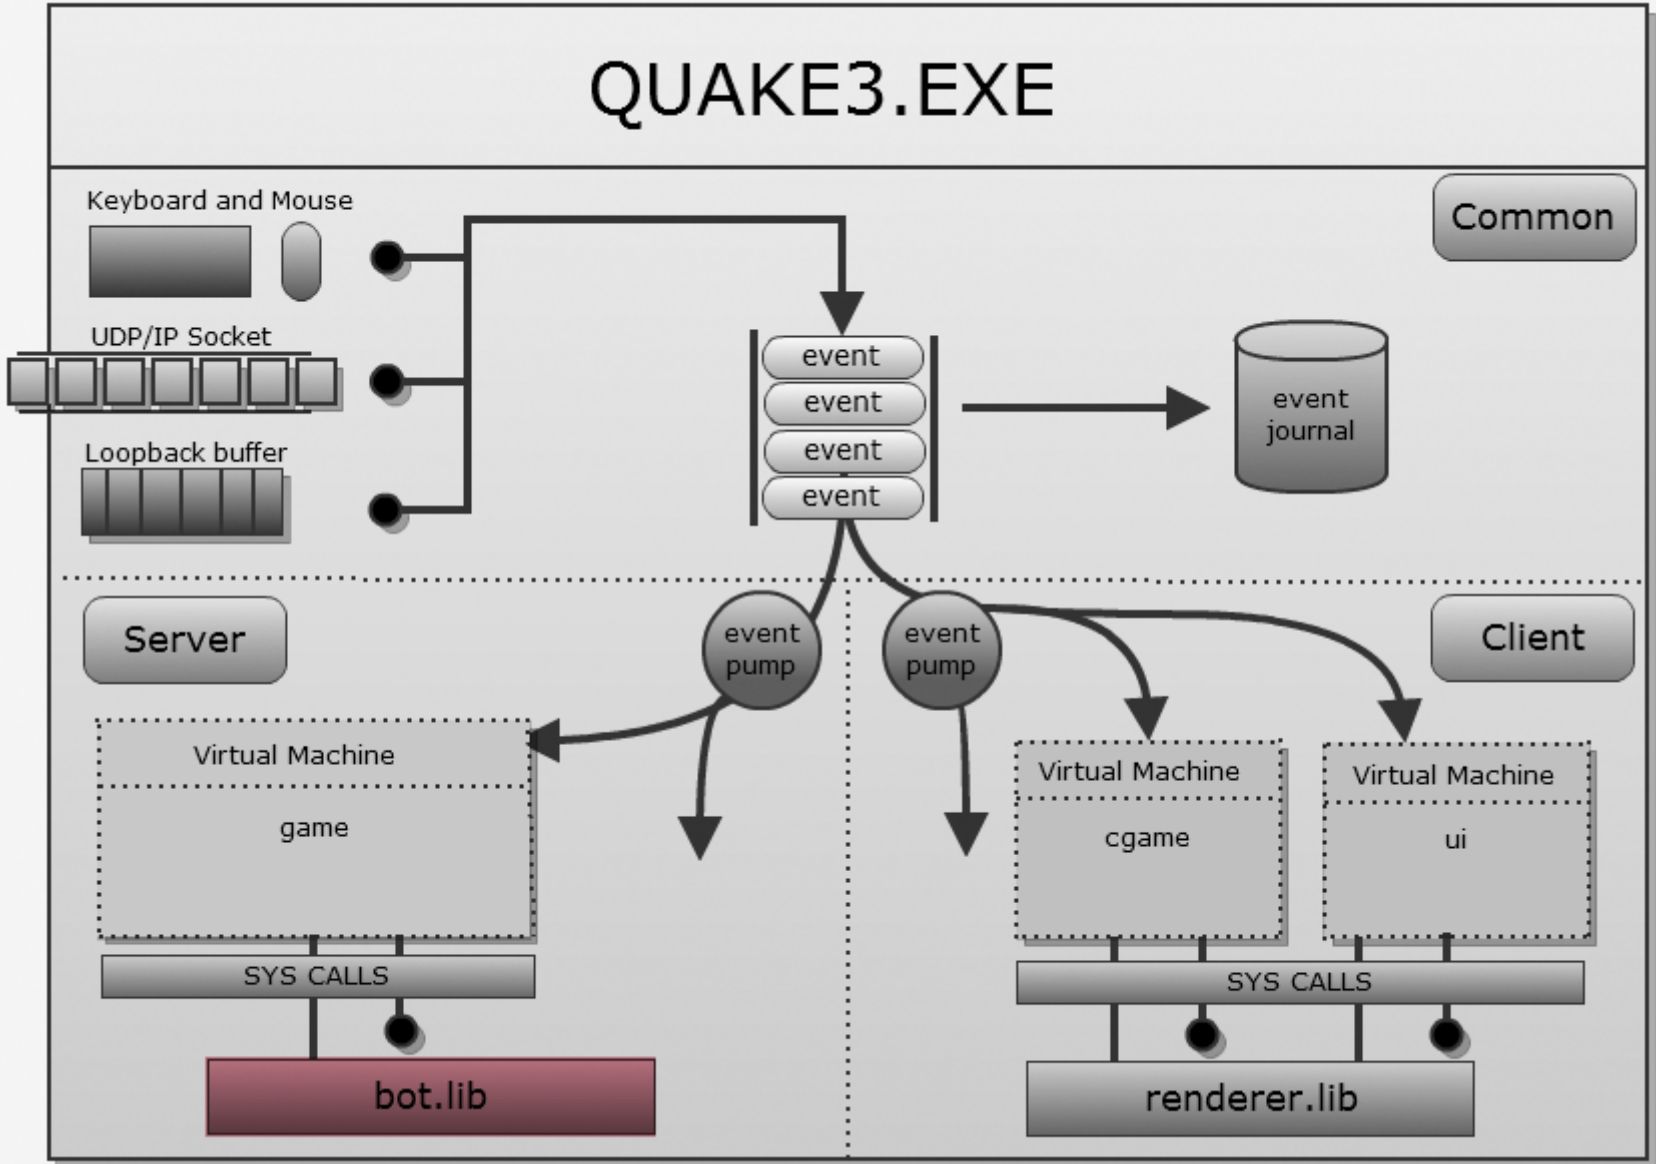 QUAKE3.EXE
Keyboard and Mouse
Common
UDP/IP Socket
event
event
event
event
event
journal
Loopback buffer
Server
event
pump
event
pump
Client
Virtual Machine
game
Virtual Machine
cgame
Virtual Machine
ui
SYS CALLS
SYS CALLS
bot.lib
renderer.lib